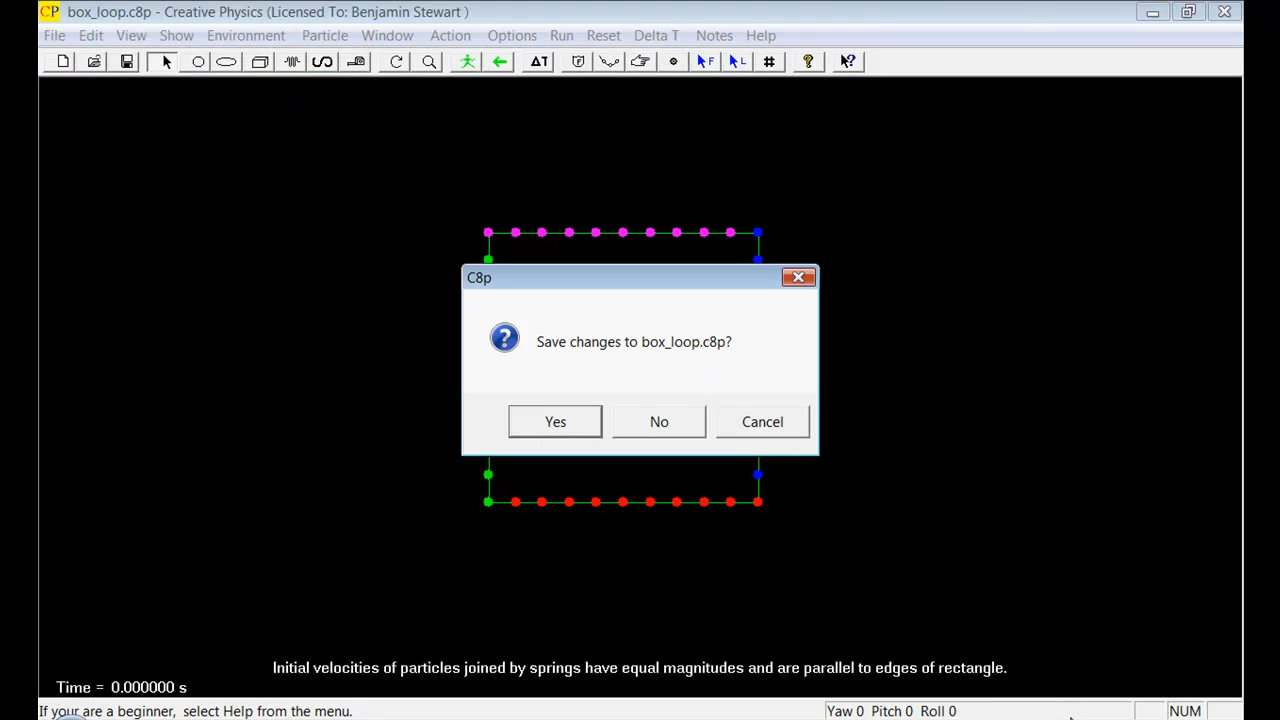 CP box_loop.c8p - Creative Physics (Licensed To: Benjamin Stewart )
File Edit View Show Environment Particle Window Action Options Run Reset Delta T Notes Help
ΔT F L # ? ?
C8p
?
Save changes to box_loop.c8p?
Yes No Cancel
Initial velocities of particles joined by springs have equal magnitudes and are parallel to edges of rectangle.
Time = 0.000000 s
If your are a beginner, select Help from the menu.
Yaw 0 Pitch 0 Roll 0 NUM